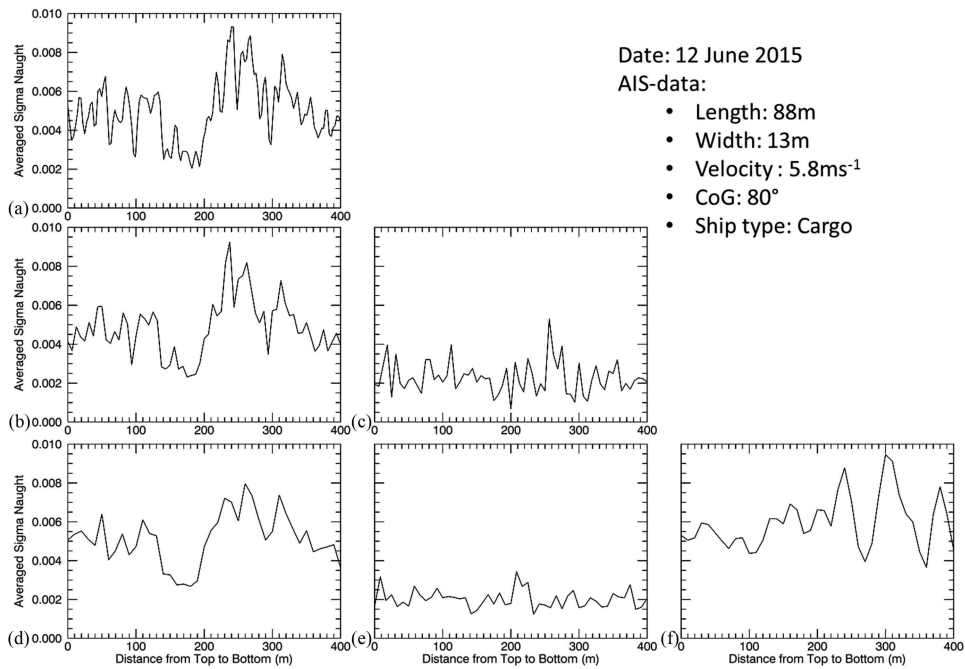 0.010
0.008
0.006
0.004
0.002
0.000
Averaged Sigma Naught
(a)
0 100 200 300 400
Date: 12 June 2015
AIS-data:
• Length: 88m
• Width: 13m
• Velocity : 5.8ms-1
• CoG: 80°
• Ship type: Cargo
0.010
0.008
0.006
0.004
0.002
0.000
Averaged Sigma Naught
(b)
0 100 200 300 400
(c)
0 100 200 300 400
0.010
0.008
0.006
0.004
0.002
0.000
Averaged Sigma Naught
(d)
0 100 200 300 400
Distance from Top to Bottom (m)
(e)
0 100 200 300 400
Distance from Top to Bottom (m)
(f)
0 100 200 300 400
Distance from Top to Bottom (m)